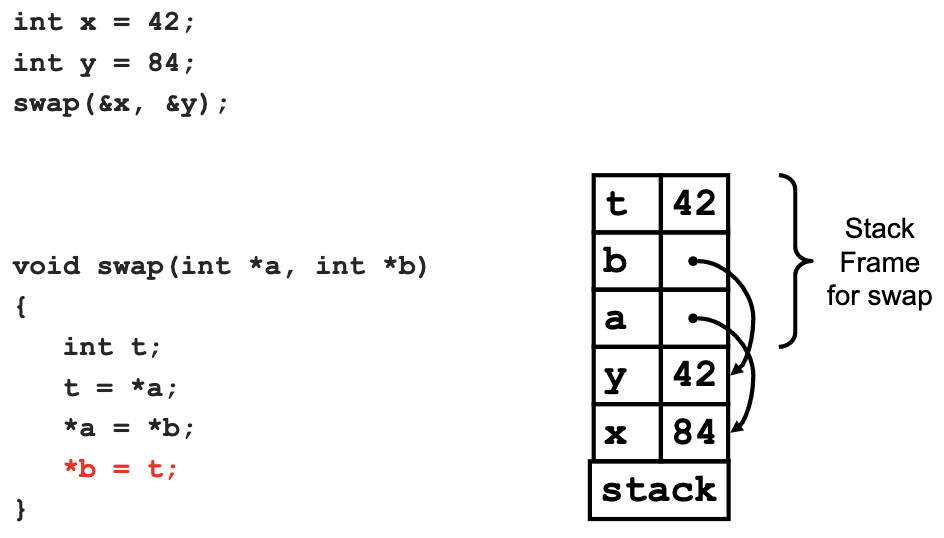 int x = 42;
int y = 84;
swap(&x, &y);
void swap(int *a, int *b)
{
   int t;
   t = *a;
   *a = *b;
   *b = t;
}
t 42
b
a
y 42
x 84
stack
Stack
Frame
for swap